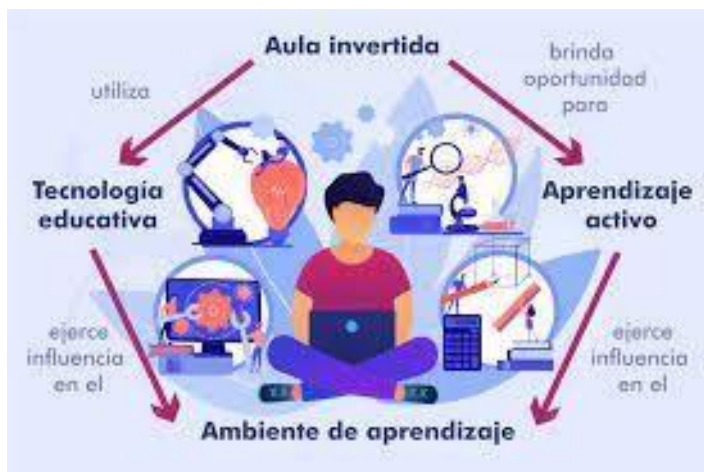 Aula invertida
utiliza
brinda
oportunidad
para
Tecnología
educativa
Aprendizaje
activo
ejerce
influencia
en el
ejerce
influencia
en el
Ambiente de aprendizaje